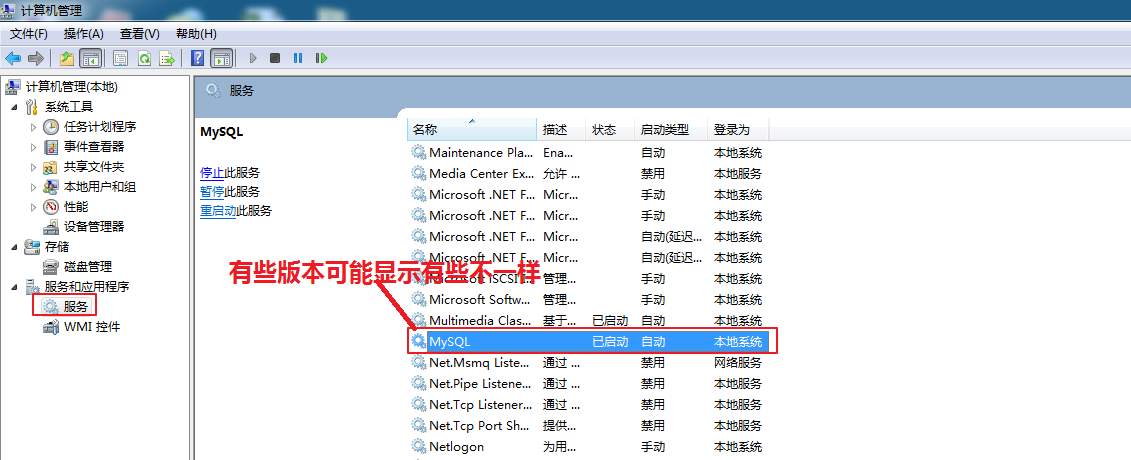 计算机管理
文件(F) 操作(A) 查看(V) 帮助(H)
计算机管理(本地)
系统工具
任务计划程序
事件查看器
共享文件夹
本地用户和组
性能
设备管理器
存储
磁盘管理
服务和应用程序
服务
WMI 控件
服务
MySQL
停止此服务
暂停此服务
重启动此服务
名称 描述 状态 启动类型 登录为
Maintenance Pla... Ena... 自动 本地系统
Media Center Ex... 允许 ... 禁用 本地服务
Microsoft .NET F... Micr... 手动 本地系统
Microsoft .NET F... Micr... 手动 本地系统
Microsoft .NET F... Micr... 自动(延迟... 本地系统
Microsoft .NET F... Micr... 自动(延迟... 本地系统
有些版本可能显示有些不一样
Microsoft iSCSI I... 管理... 手动 本地系统
Microsoft Softw... 管理... 手动 本地系统
Multimedia Clas... 基于... 已启动 自动 本地系统
MySQL 已启动 自动 本地系统
Net.Msmq Liste... 通过 ... 禁用 网络服务
Net.Pipe Listene... 通过 ... 禁用 本地服务
Net.Tcp Listener... 通过 ... 禁用 本地服务
Net.Tcp Port Sh... 提供... 禁用 本地服务
Netlogon 为用... 手动 本地系统